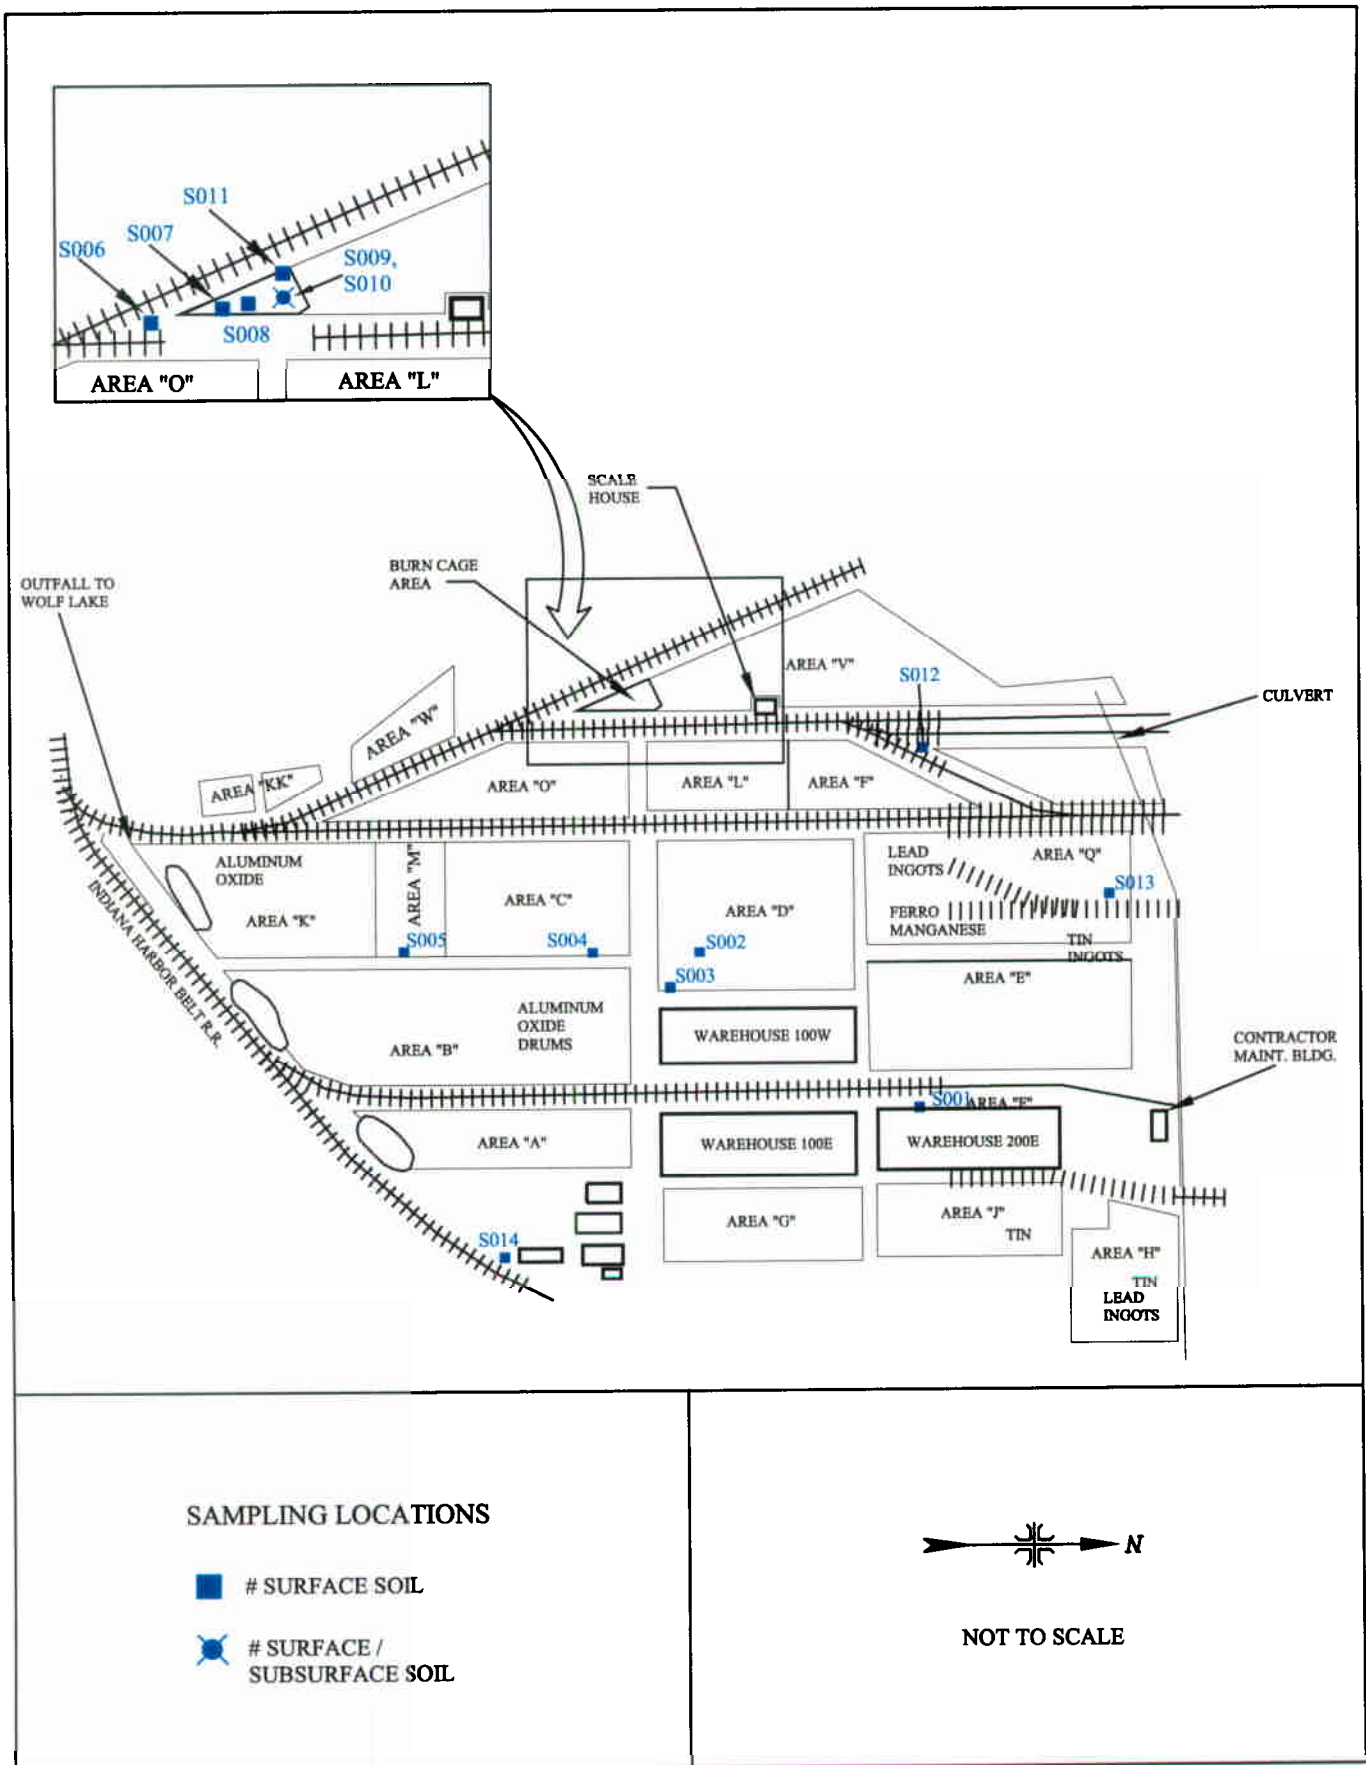 S011
S007
S006
S009,
S010
S008
AREA "O"
AREA "L"
SCALE
HOUSE
BURN CAGE
AREA
OUTFALL TO
WOLF LAKE
AREA "V"
S012
CULVERT
AREA "W"
AREA "KK"
AREA "O"
AREA "L"
AREA "F"
ALUMINUM
OXIDE
AREA "K"
AREA "M"
AREA "C"
AREA "D"
LEAD
INGOTS
AREA "Q"
S013
FERRO
MANGANESE
TIN
INGOTS
S005
S004
S002
S003
AREA "E"
INDIANA HARBOR BELT R.R.
ALUMINUM
OXIDE
DRUMS
AREA "B"
WAREHOUSE 100W
CONTRACTOR
MAINT. BLDG.
S001
AREA "F"
AREA "A"
WAREHOUSE 100E
WAREHOUSE 200E
AREA "G"
AREA "J"
TIN
S014
AREA "H"
TIN
LEAD
INGOTS
SAMPLING LOCATIONS
# SURFACE SOIL
# SURFACE /
SUBSURFACE SOIL
N
NOT TO SCALE